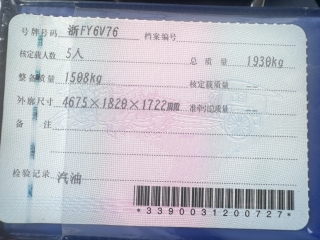 号牌号码 浙FY6V76 档案编号
核定载人数 5人 总质量 1930kg
整备质量 1508kg 核定载质量 --
外廓尺寸 4675×1820×1722mm 准牵引总质量 --
备注
检验记录 汽油
*3390031200727*